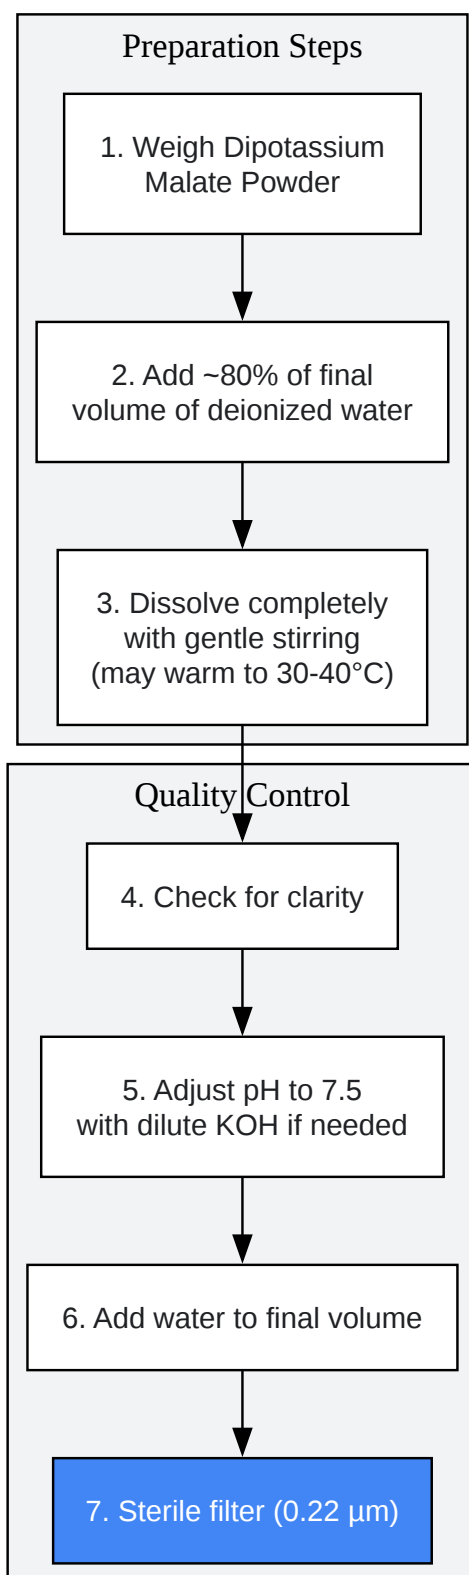 Preparation Steps
1. Weigh Dipotassium
Malate Powder
2. Add ~80% of final
volume of deionized water
3. Dissolve completely
with gentle stirring
(may warm to 30-40°C)
Quality Control
4. Check for clarity
5. Adjust pH to 7.5
with dilute KOH if needed
6. Add water to final volume
7. Sterile filter (0.22 µm)